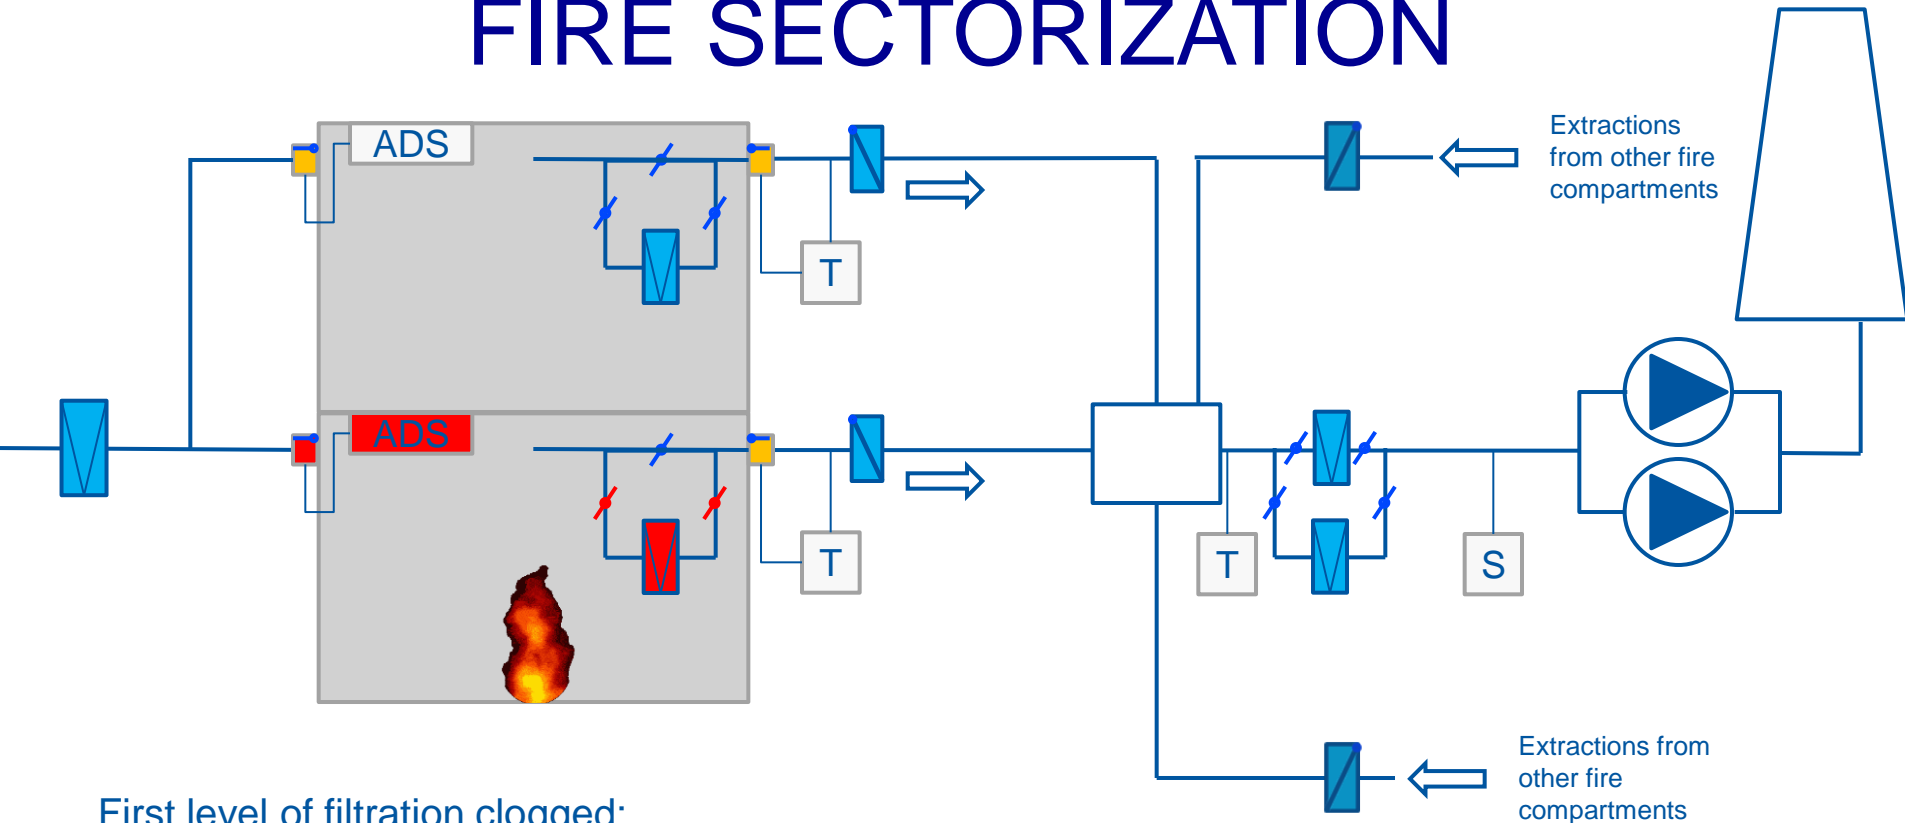 FIRE SECTORIZATION
ADS
Extractions
from other fire
compartments
T
ADS
T
T
S
Extractions from
other fire
compartments
First level of filtration clogged: